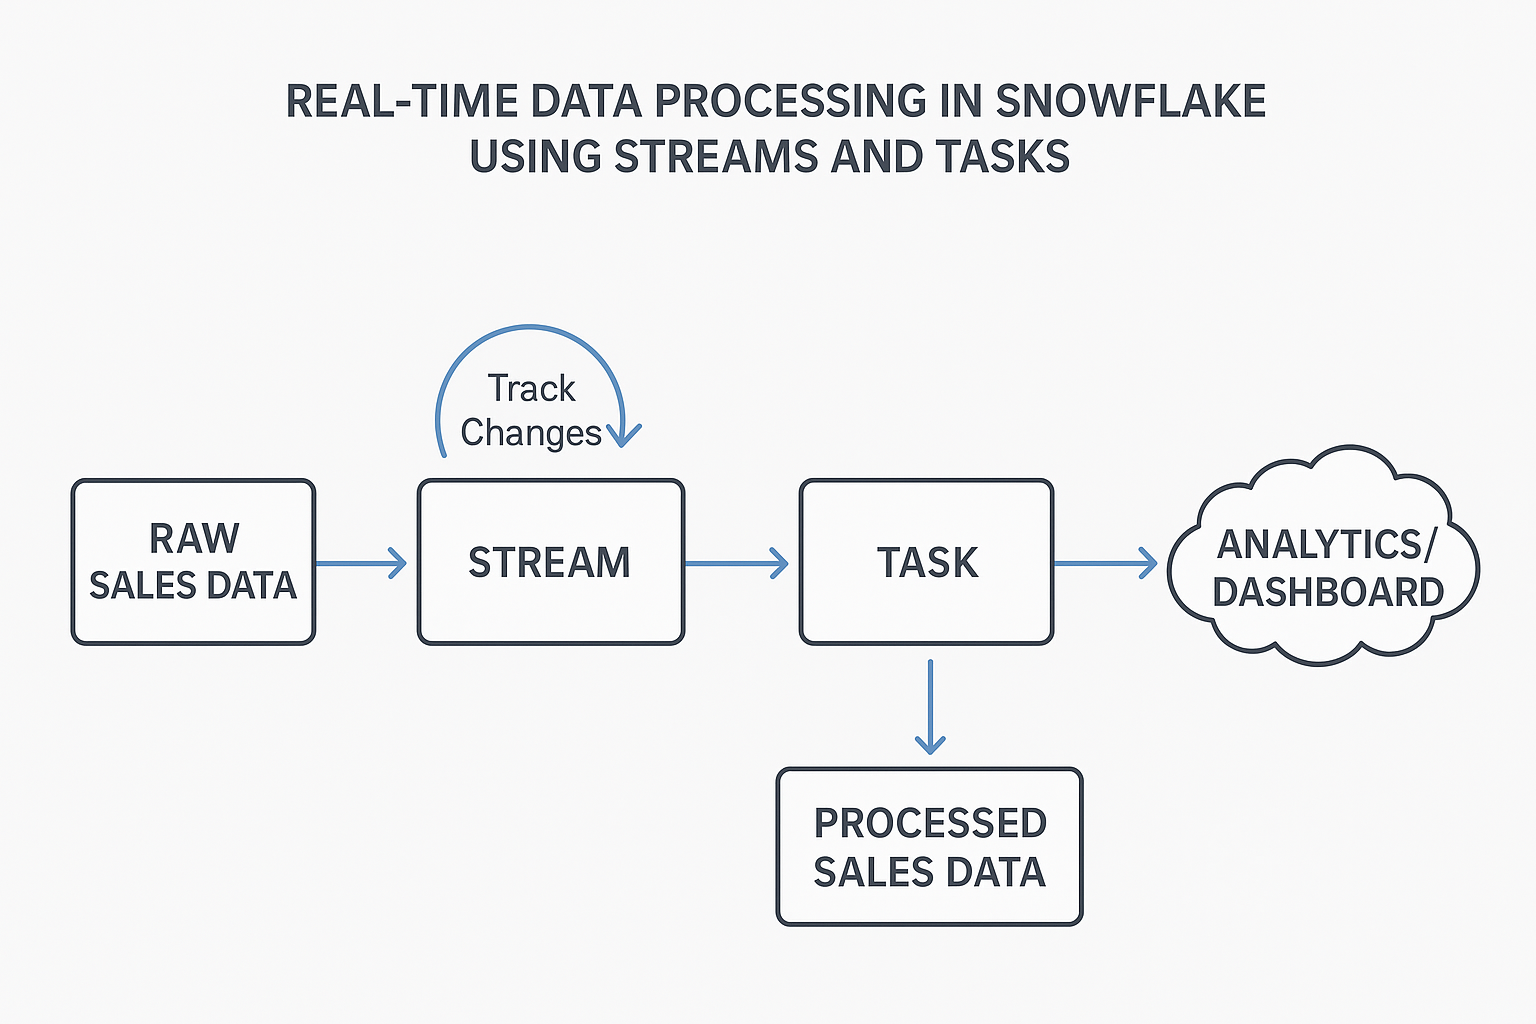 REAL-TIME DATA PROCESSING IN SNOWFLAKE
USING STREAMS AND TASKS
Track
Changes
RAW
SALES DATA
STREAM
TASK
ANALYTICS/
DASHBOARD
PROCESSED
SALES DATA